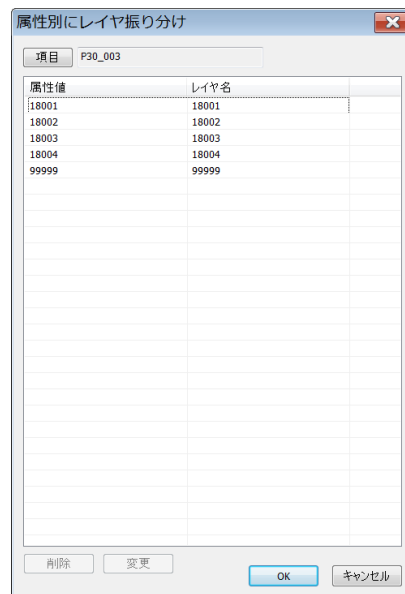 属性別にレイヤ振り分け
項目 P30_003
属性値 レイヤ名
18001 18001
18002 18002
18003 18003
18004 18004
99999 99999
削除 変更
OK キャンセル